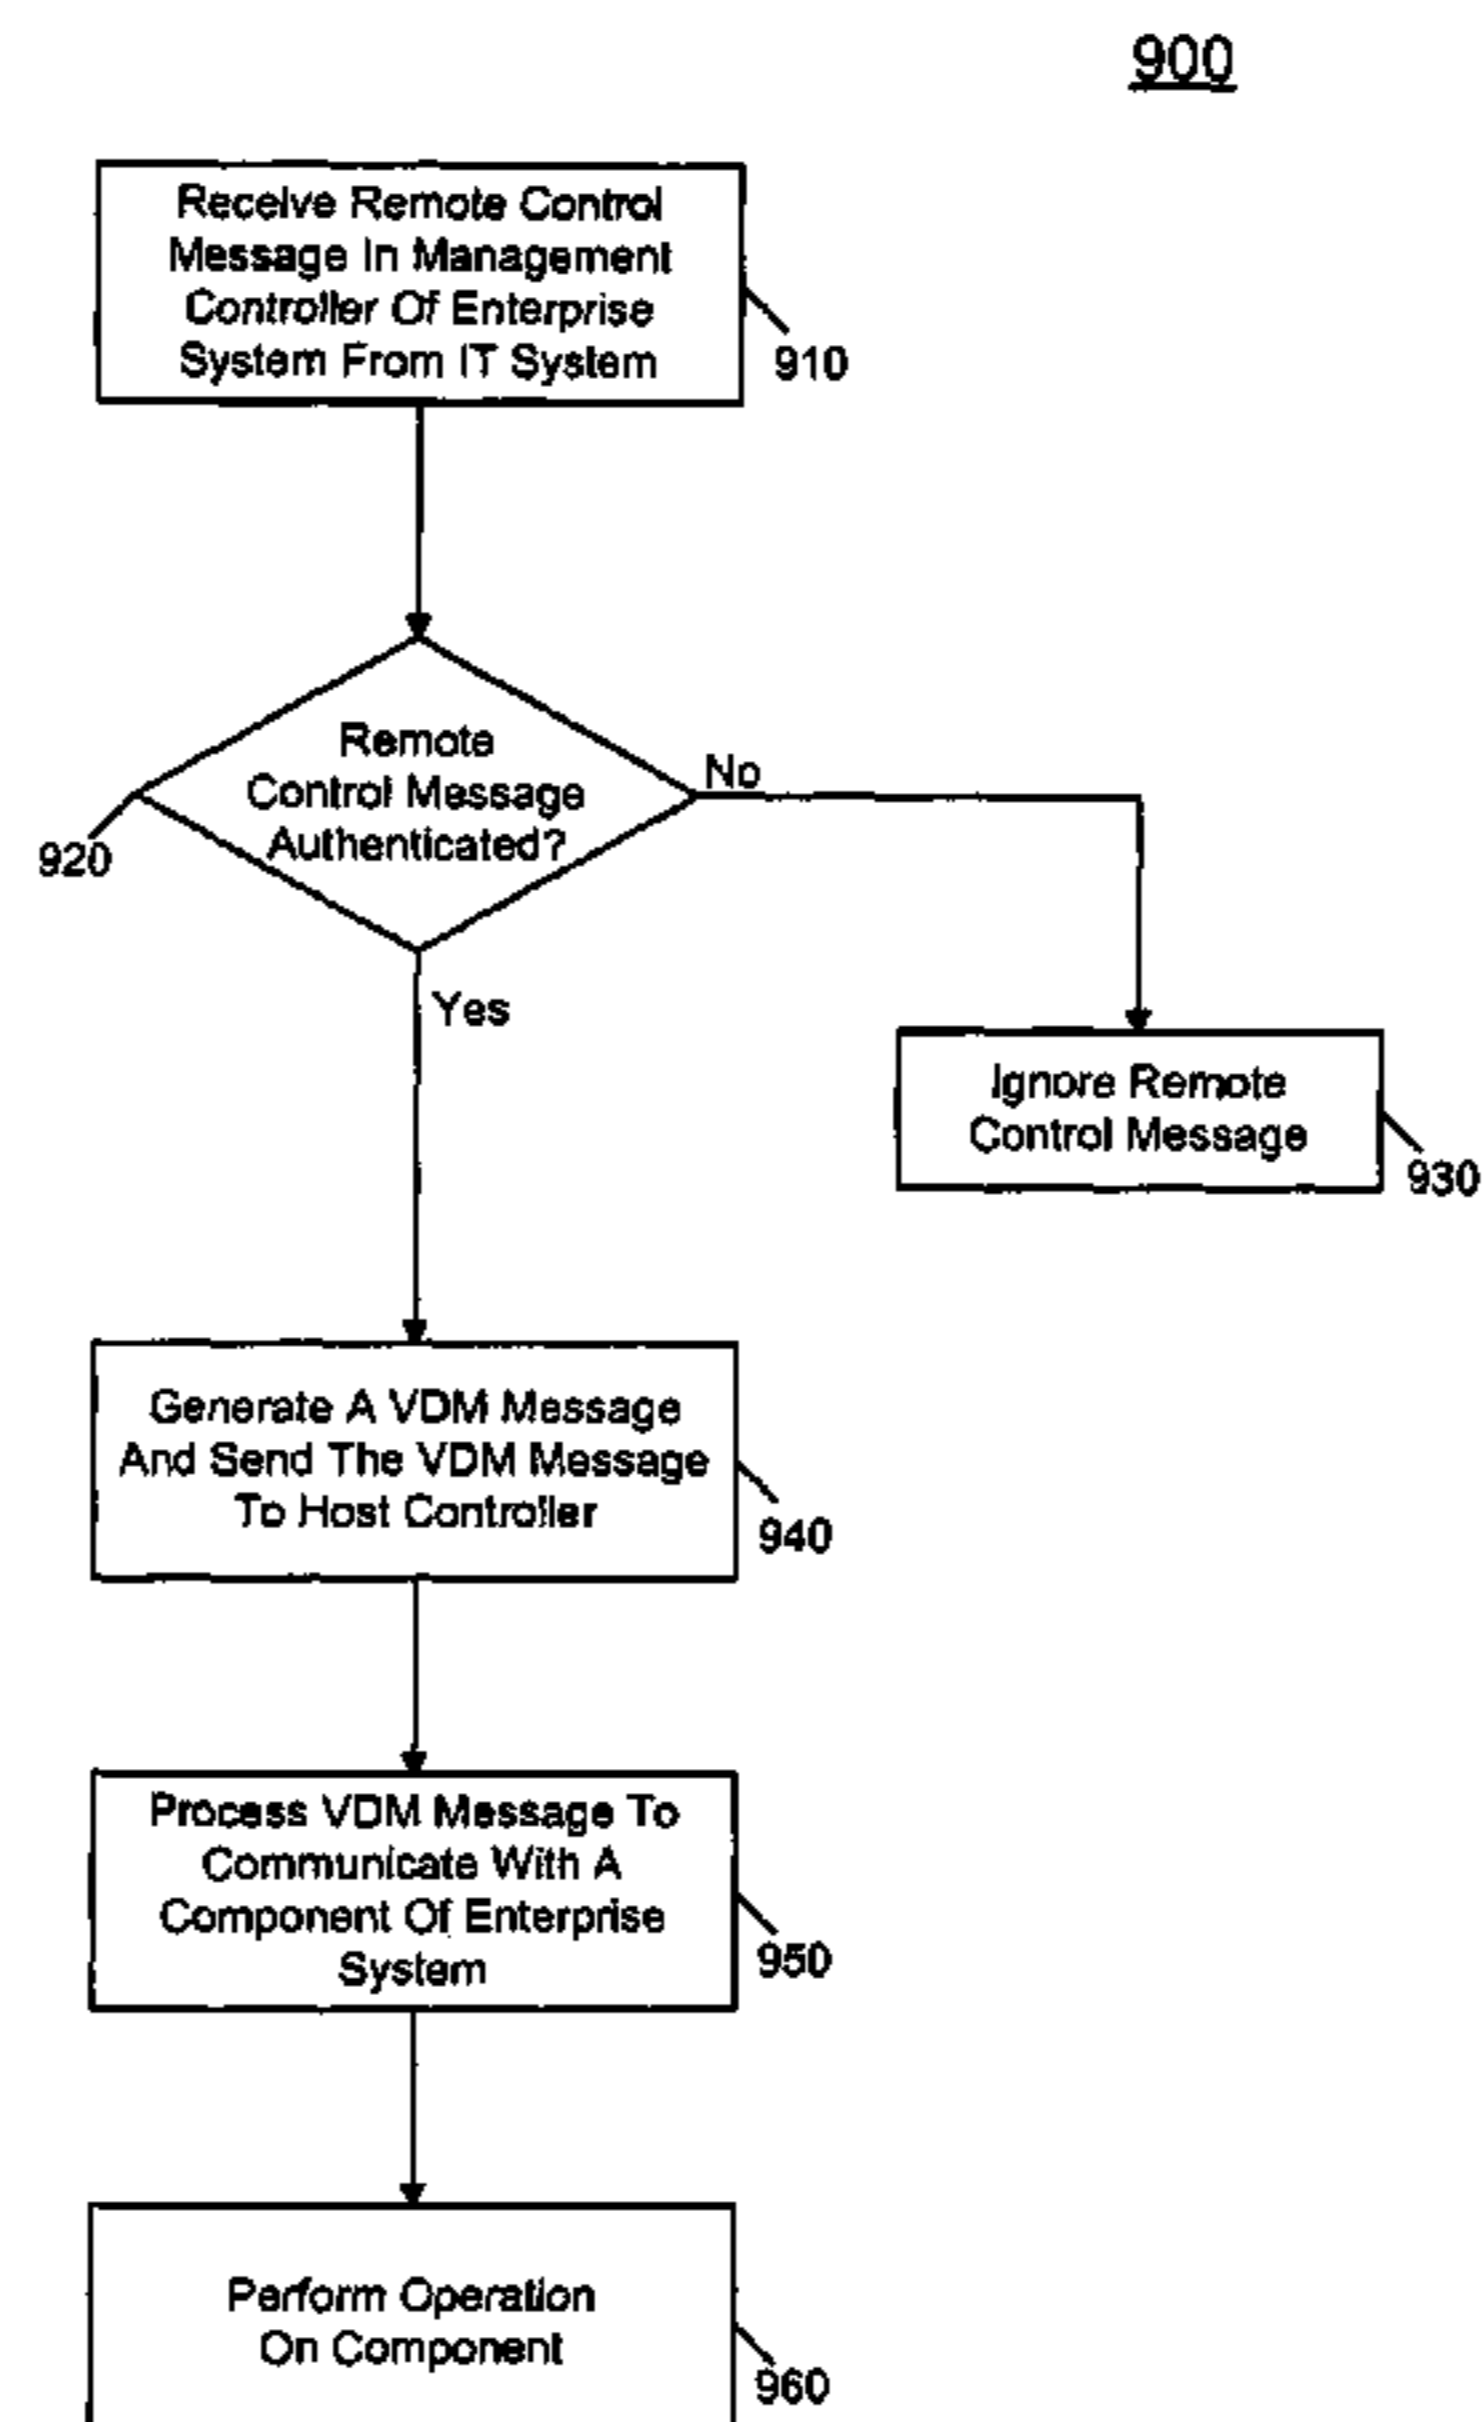 900
Receive Remote Control
Message In Management
Controller Of Enterprise
System From IT System
910
Remote
Control Message
Authenticated?
920
No
Yes
Ignore Remote
Control Message
930
Generate A VDM Message
And Send The VDM Message
To Host Controller
940
Process VDM Message To
Communicate With A
Component Of Enterprise
System
950
Perform Operation
On Component
960